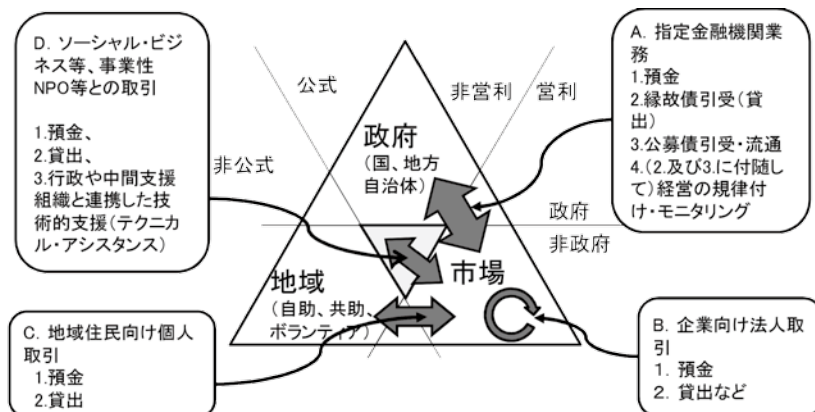 D. ソーシャル・ビジ
ネス等、事業性
NPO等との取引
1.預金、
2.貸出、
3.行政や中間支援
組織と連携した技
術的支援(テクニカ
ル・アシスタンス)
A. 指定金融機関業
務
1.預金
2.縁故債引受(貸
出)
3.公募債引受・流通
4.(2.及び3.に付随し
て)経営の規律付
け・モニタリング
公式
非公式
非営利
営利
政府
(国、地方
自治体)
政府
非政府
市場
地域
(自助、共助、
ボランティア)
C. 地域住民向け個人
取引
1.預金
2.貸出
B. 企業向け法人取
引
1. 預金
2. 貸出など